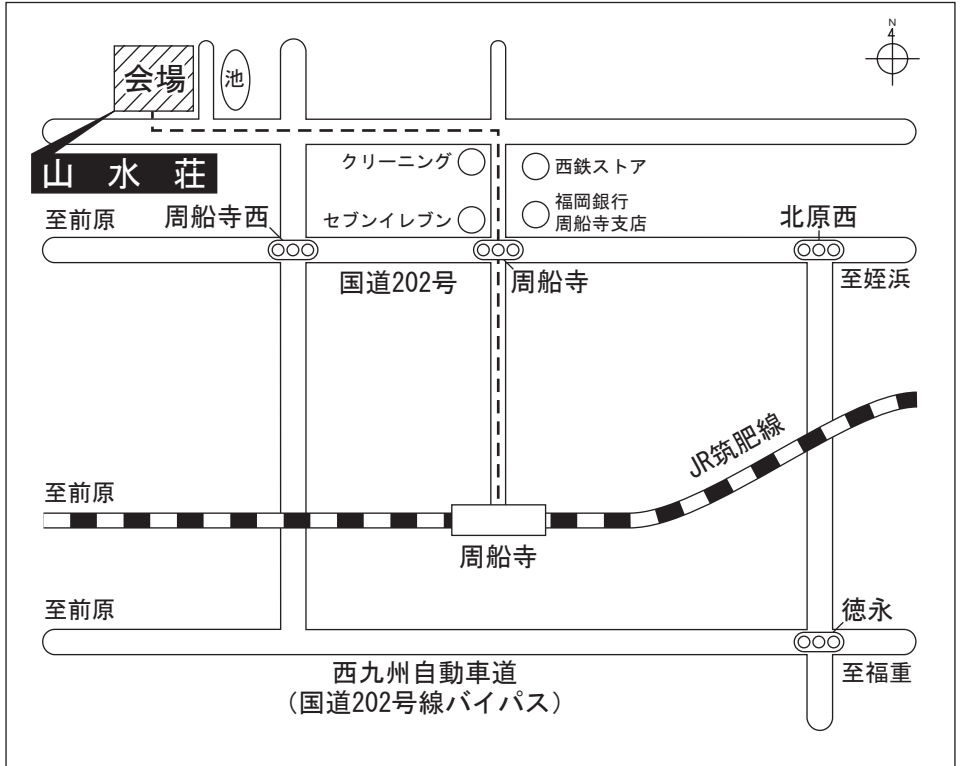 N
会場
池
山水荘
クリーニング
西鉄ストア
セブンイレブン
福岡銀行
周船寺支店
至前原
周船寺西
北原西
国道202号
周船寺
至姪浜
JR筑肥線
至前原
周船寺
至前原
徳永
西九州自動車道
(国道202号線バイパス)
至福重